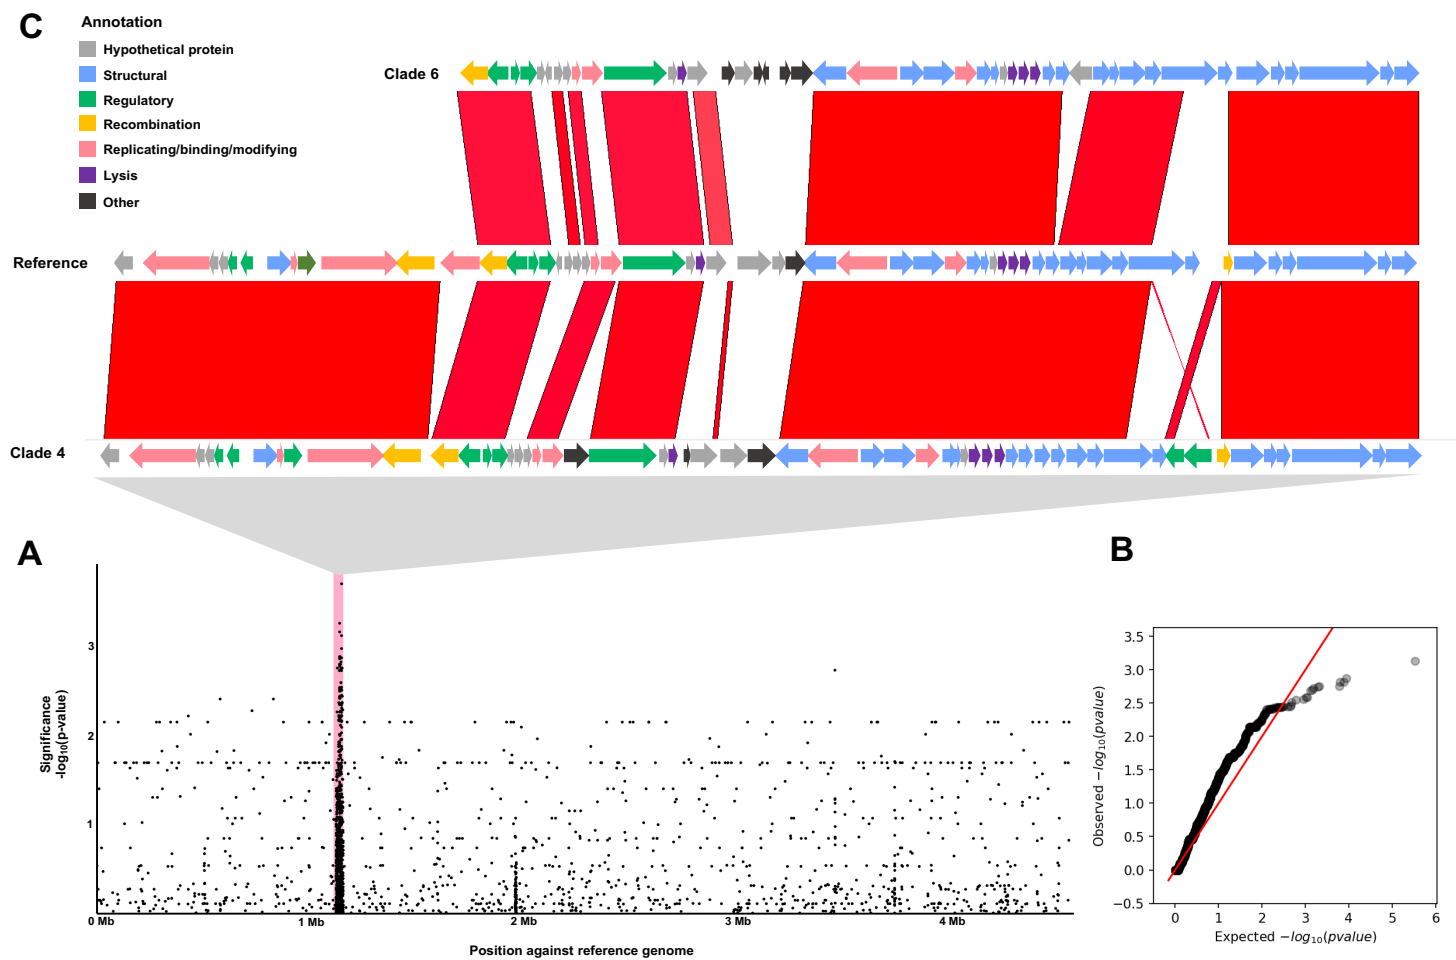 C
Annotation
Hypothetical protein
Structural
Regulatory
Recombination
Replicating/binding/modifying
Lysis
Other
Clade 6
Reference
Clade 4
A
Significance
-log10(p-value)
3
2
1
0 Mb
1 Mb
2 Mb
3 Mb
4 Mb
Position against reference genome
B
Observed −log10(pvalue)
3.5
3.0
2.5
2.0
1.5
1.0
0.5
0.0
−0.5
0 1 2 3 4 5 6
Expected −log10(pvalue)